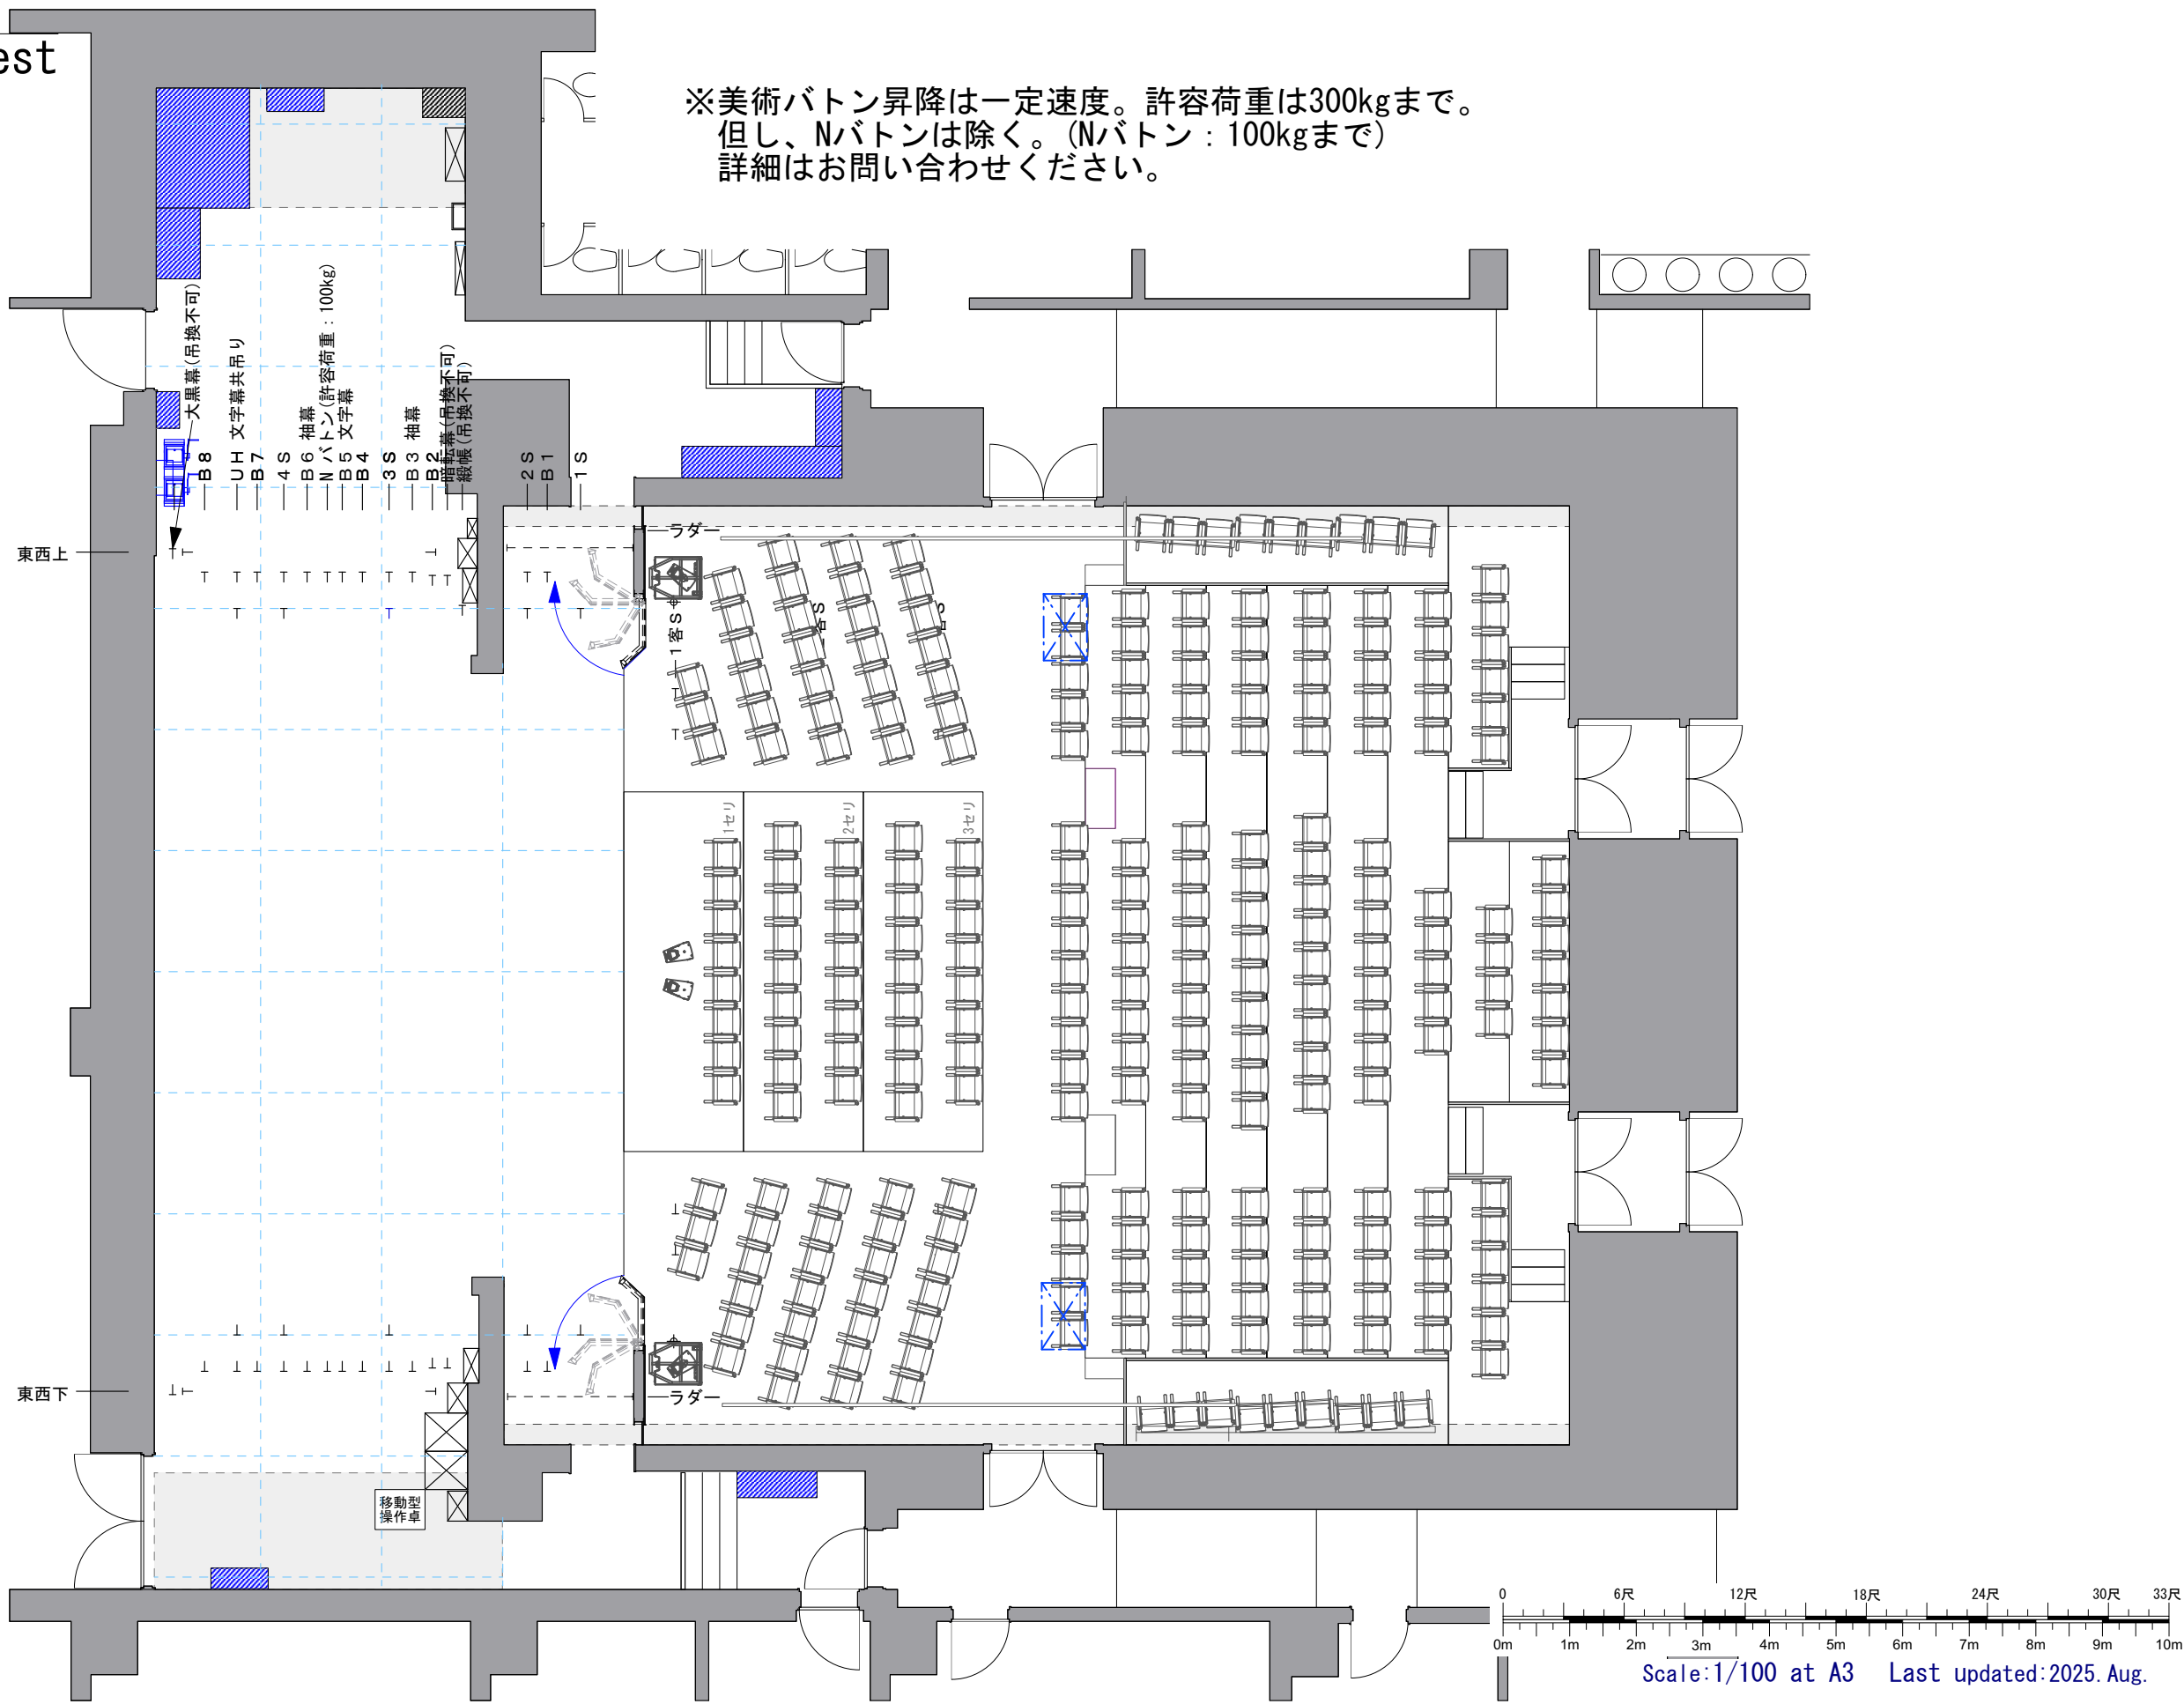 est
※美術バトン昇降は一定速度。許容荷重は300kgまで。
但し、Nバトンは除く。(Nバトン：100kgまで)
詳細はお問い合わせください。
大黒幕(吊換不可)
B8
UH 文字幕共吊り
B7
4S
B6 袖幕
N バトン(許容荷重：100kg)
B5 文字幕
B4
3S
B3 袖幕
B2
暗転幕(吊換不可)
緞帳(吊換不可)
2S
B1
1S
東西上
ラダー
1客S
1セリ
2セリ
3セリ
東西下
ラダー
移動型
操作卓
0 6尺 12尺 18尺 24尺 30尺 33尺
0m 1m 2m 3m 4m 5m 6m 7m 8m 9m 10m
Scale:1/100 at A3 Last updated:2025.Aug.